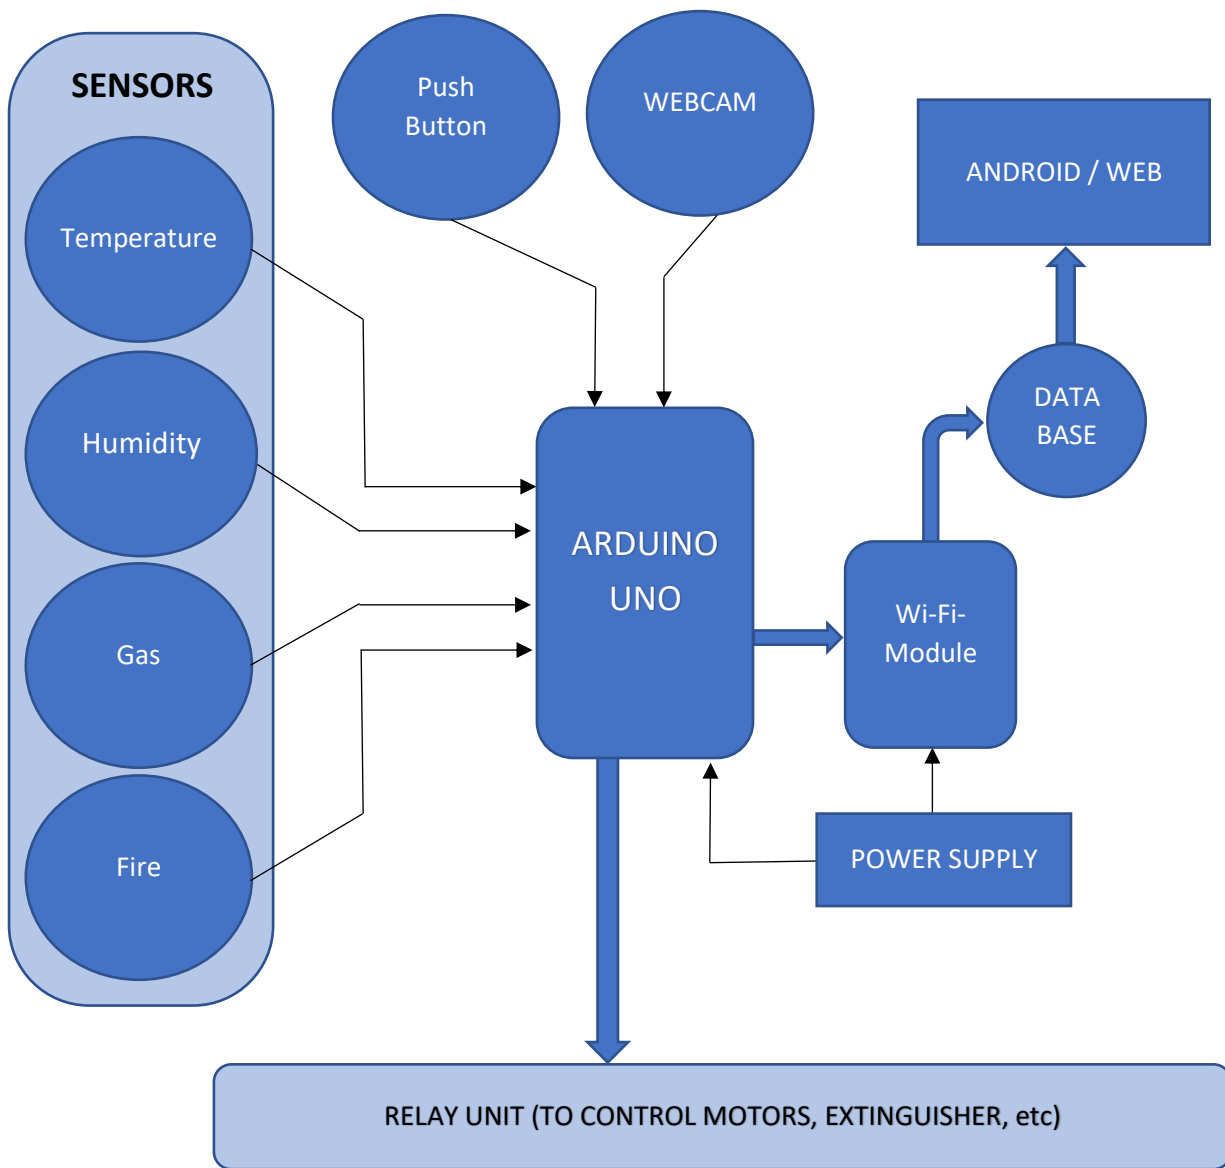 SENSORS
Temperature
Humidity
Gas
Fire
Push
Button
WEBCAM
ANDROID / WEB
DATA
BASE
ARDUINO
UNO
Wi-Fi-
Module
POWER SUPPLY
RELAY UNIT (TO CONTROL MOTORS, EXTINGUISHER, etc)